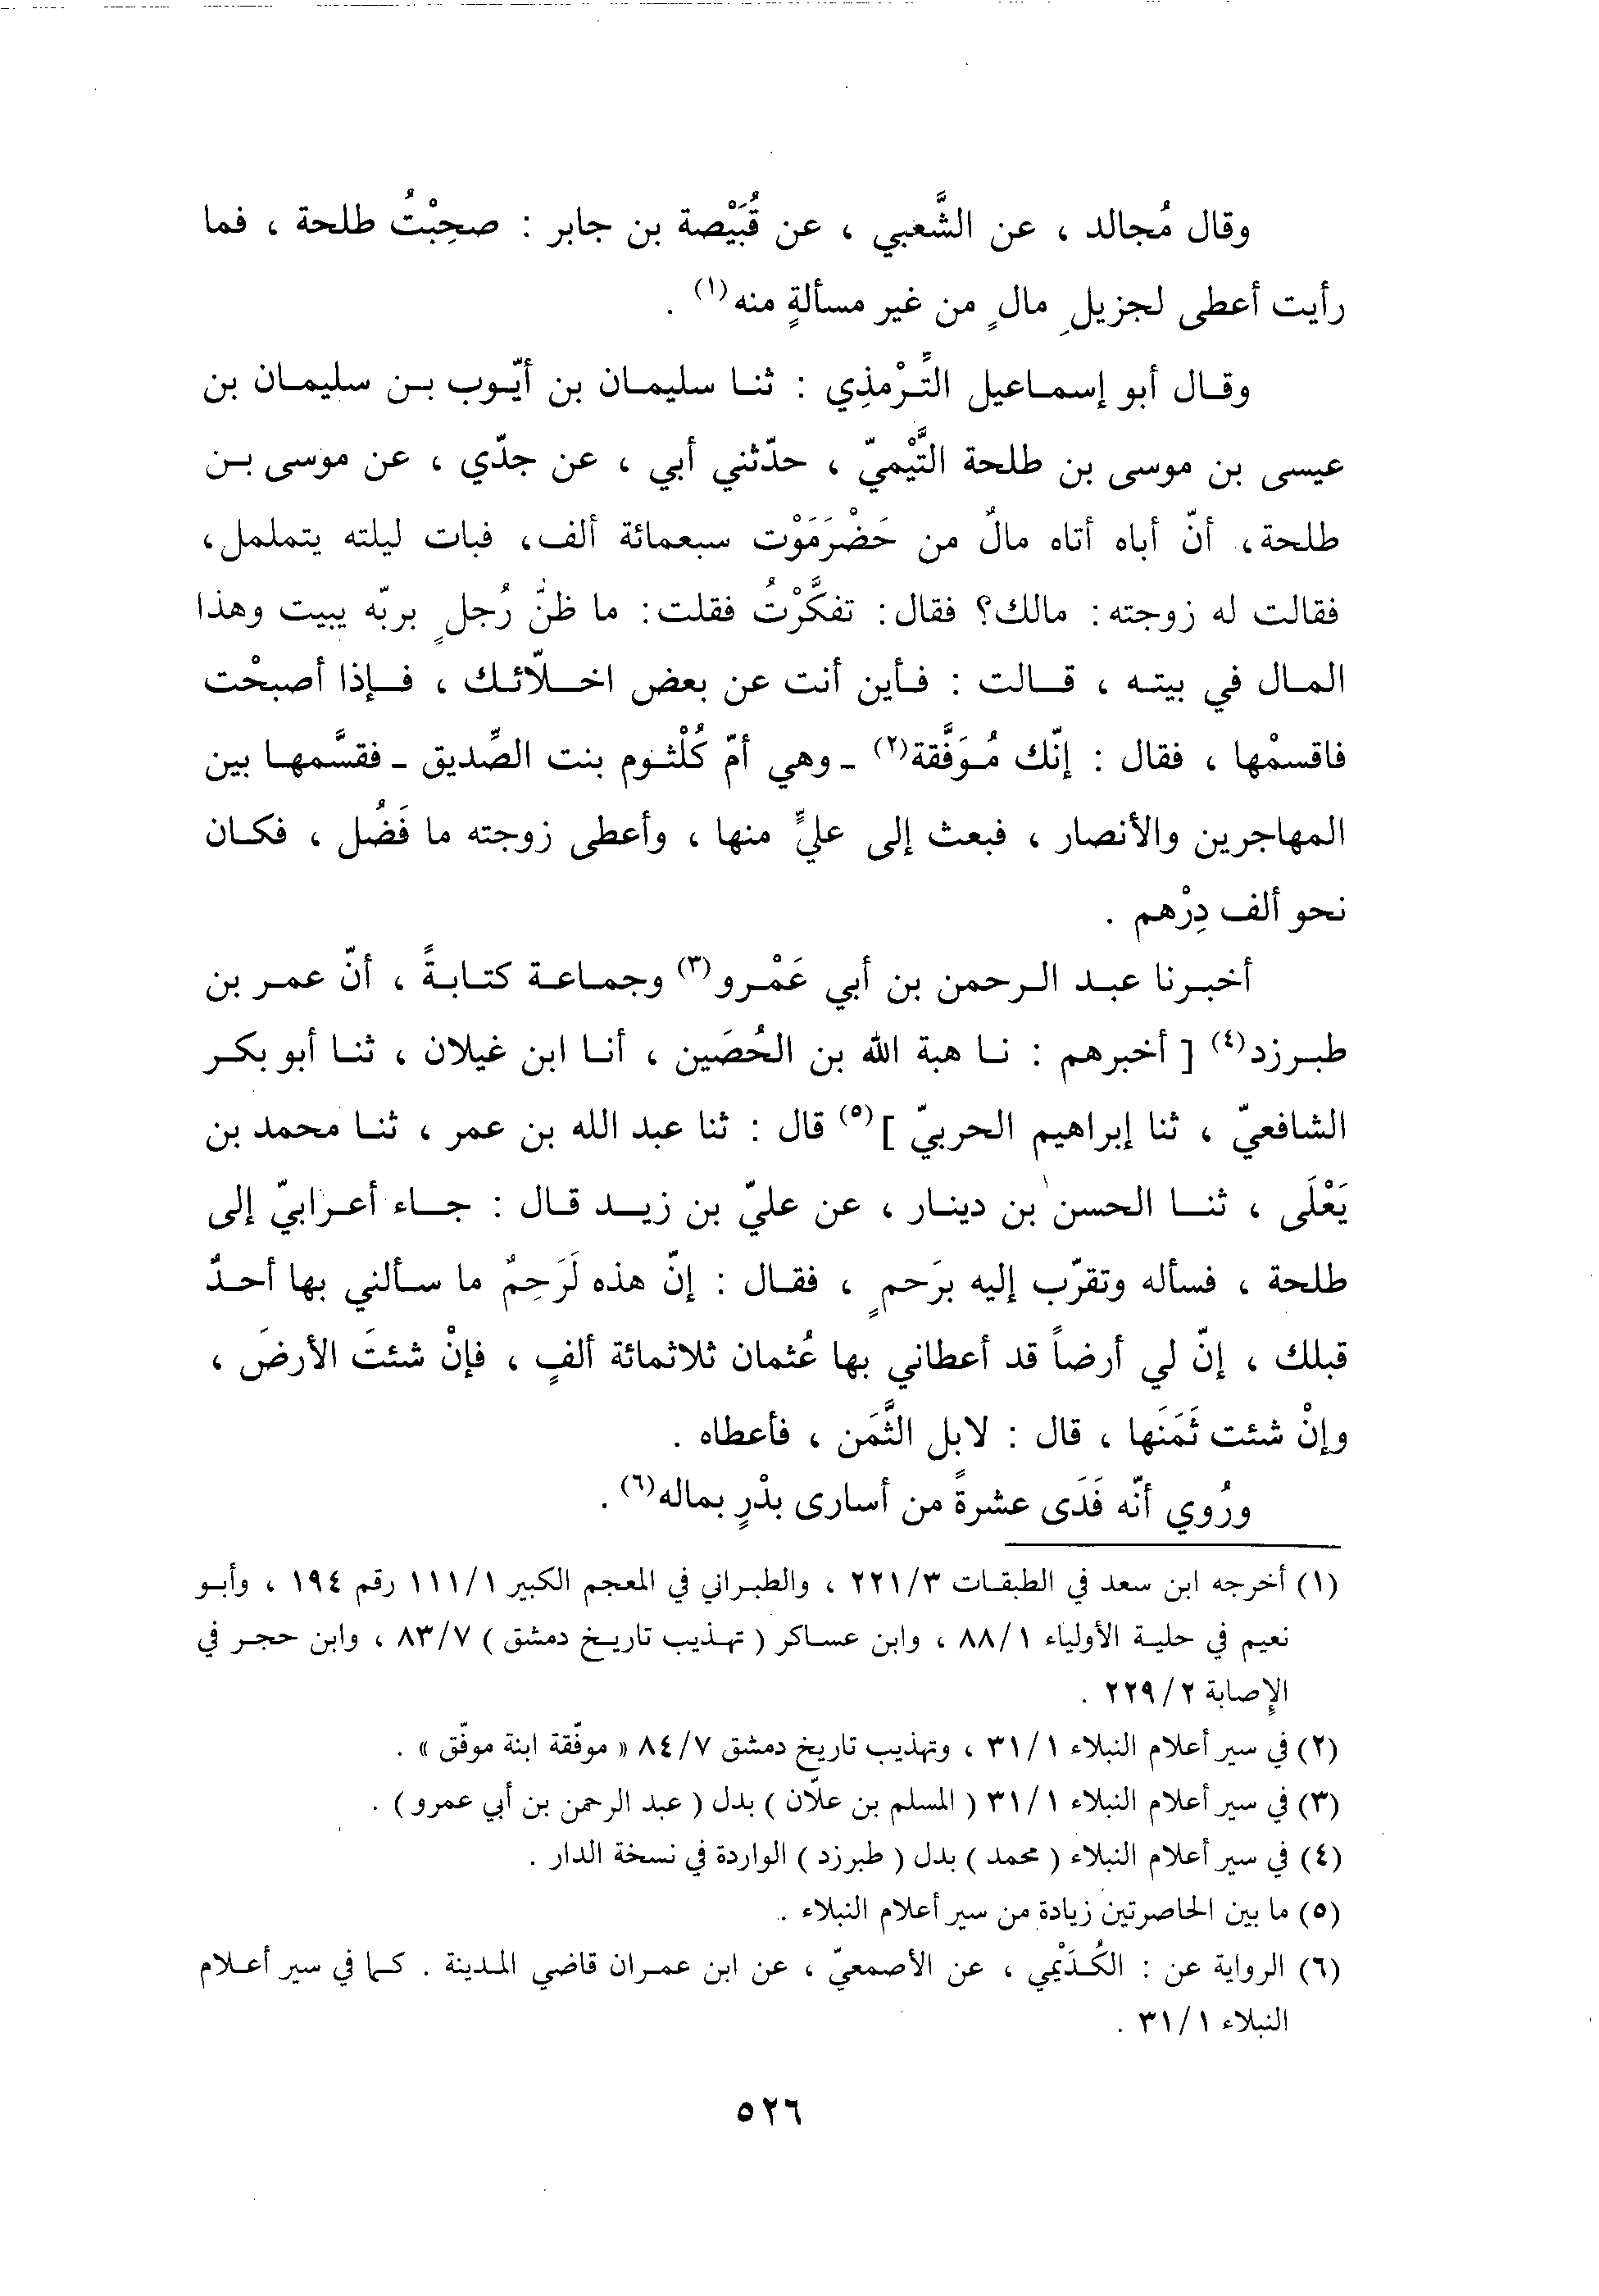 وقال مُجالد ، عن الشَّعبي ، عن قُبَيْصة بن جابر : صحِبْتُ طلحة ، فما
رأيت أعطى لجزيلِ مالٍ من غير مسألةٍ منه(١) .
وقال أبو إسماعيل التِّرْمذِي : ثنا سليمان بن أيّوب بن سليمان بن
عيسى بن موسى بن طلحة التَّيْميّ ، حدّثني أبي ، عن جدّي ، عن موسى بن
طلحة، أنّ أباه أتاه مالٌ من حَضْرَمَوْت سبعمائة ألف، فبات ليلته يتململ،
فقالت له زوجته: مالك؟ فقال: تفكَّرْتُ فقلت: ما ظنّ رُجلٍ بربّه يبيت وهذا
المال في بيته ، قالت : فأين أنت عن بعض اخلّائك ، فإذا أصبحْت
فاقسمْها ، فقال : إنّك مُوَفَّقة(٢) ـ وهي أمّ كُلْثوم بنت الصِّديق ـ فقسَّمها بين
المهاجرين والأنصار ، فبعث إلى عليٍّ منها ، وأعطى زوجته ما فَضُل ، فكان
نحو ألف دِرْهم .
أخبرنا عبد الرحمن بن أبي عَمْرو(٣) وجماعة كتابةً ، أنّ عمر بن
طبرزد(٤) [ أخبرهم : نا هبة الله بن الحُصَين ، أنا ابن غيلان ، ثنا أبو بكر
الشافعيّ ، ثنا إبراهيم الحربيّ ](٥) قال : ثنا عبد الله بن عمر ، ثنا محمد بن
يَعْلَى ، ثنا الحسن بن دينار ، عن عليّ بن زيد قال : جاء أعرابيّ إلى
طلحة ، فسأله وتقرّب إليه برَحمٍ ، فقال : إنّ هذه لَرَحِمٌ ما سألني بها أحدٌ
قبلك ، إنّ لي أرضاً قد أعطاني بها عُثمان ثلاثمائة ألفٍ ، فإنْ شئتَ الأرضَ ،
وإنْ شئت ثَمَنَها ، قال : لابل الثَّمَن ، فأعطاه .
ورُوي أنّه فَدَى عشرةً من أسارى بدْرٍ بماله(٦) .
(١) أخرجه ابن سعد في الطبقات ٢٢١/٣ ، والطبراني في المعجم الكبير ١١١/١ رقم ١٩٤ ، وأبو
نعيم في حلية الأولياء ٨٨/١ ، وابن عساكر ( تهذيب تاريخ دمشق ) ٨٣/٧ ، وابن حجر في
الإصابة ٢٢٩/٢ .
(٢) في سير أعلام النبلاء ٣١/١ ، وتهذيب تاريخ دمشق ٨٤/٧ « موفّقة ابنة موفّق » .
(٣) في سير أعلام النبلاء ٣١/١ ( المسلم بن علّان ) بدل ( عبد الرحمن بن أبي عمرو ) .
(٤) في سير أعلام النبلاء ( محمد ) بدل ( طبرزد ) الواردة في نسخة الدار .
(٥) ما بين الحاصرتين زيادة من سير أعلام النبلاء .
(٦) الرواية عن : الكُدَيْمي ، عن الأصمعيّ ، عن ابن عمران قاضي المدينة . كما في سير أعلام
النبلاء ٣١/١ .
٥٢٦